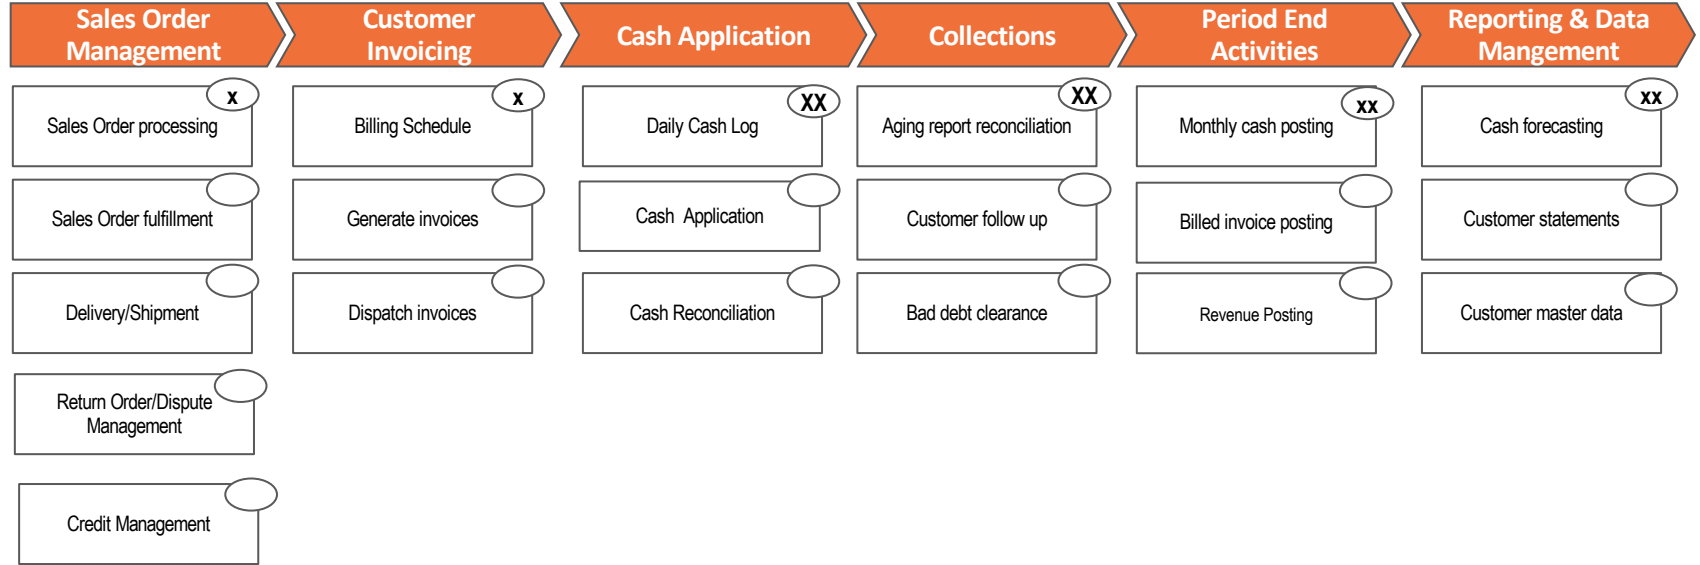 Sales Order
Management
Customer
Invoicing
Cash Application
Collections
Period End
Activities
Reporting & Data
Mangement
x
Sales Order processing
Sales Order fulfillment
Delivery/Shipment
Return Order/Dispute
Management
Credit Management
x
Billing Schedule
Generate invoices
Dispatch invoices
XX
Daily Cash Log
Cash Application
Cash Reconciliation
XX
Aging report reconciliation
Customer follow up
Bad debt clearance
xx
Monthly cash posting
Billed invoice posting
Revenue Posting
xx
Cash forecasting
Customer statements
Customer master data